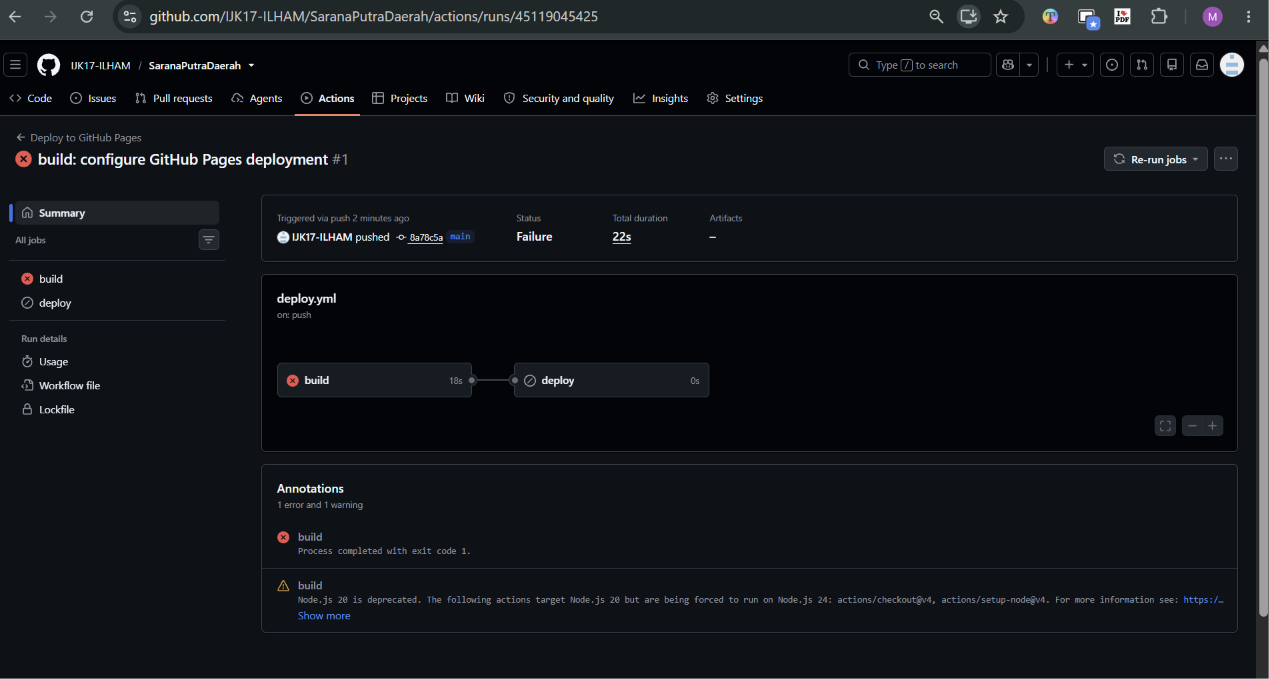 github.com/IJK17-ILHAM/SaranaPutraDaerah/actions/runs/45119045425
M
IJK17-ILHAM / SaranaPutraDaerah
Type / to search
Code Issues Pull requests Agents Actions Projects Wiki Security and quality Insights Settings
Deploy to GitHub Pages
build: configure GitHub Pages deployment #1
Re-run jobs
Summary
All jobs
build
deploy
Run details
Usage
Workflow file
Lockfile
Triggered via push 2 minutes ago
IJK17-ILHAM pushed 8a78c5a main
Status
Failure
Total duration
22s
Artifacts
–
deploy.yml
on: push
build 18s
deploy 0s
Annotations
1 error and 1 warning
build
Process completed with exit code 1.
build
Node.js 20 is deprecated. The following actions target Node.js 20 but are being forced to run on Node.js 24: actions/checkout@v4, actions/setup-node@v4. For more information see: https:/…
Show more